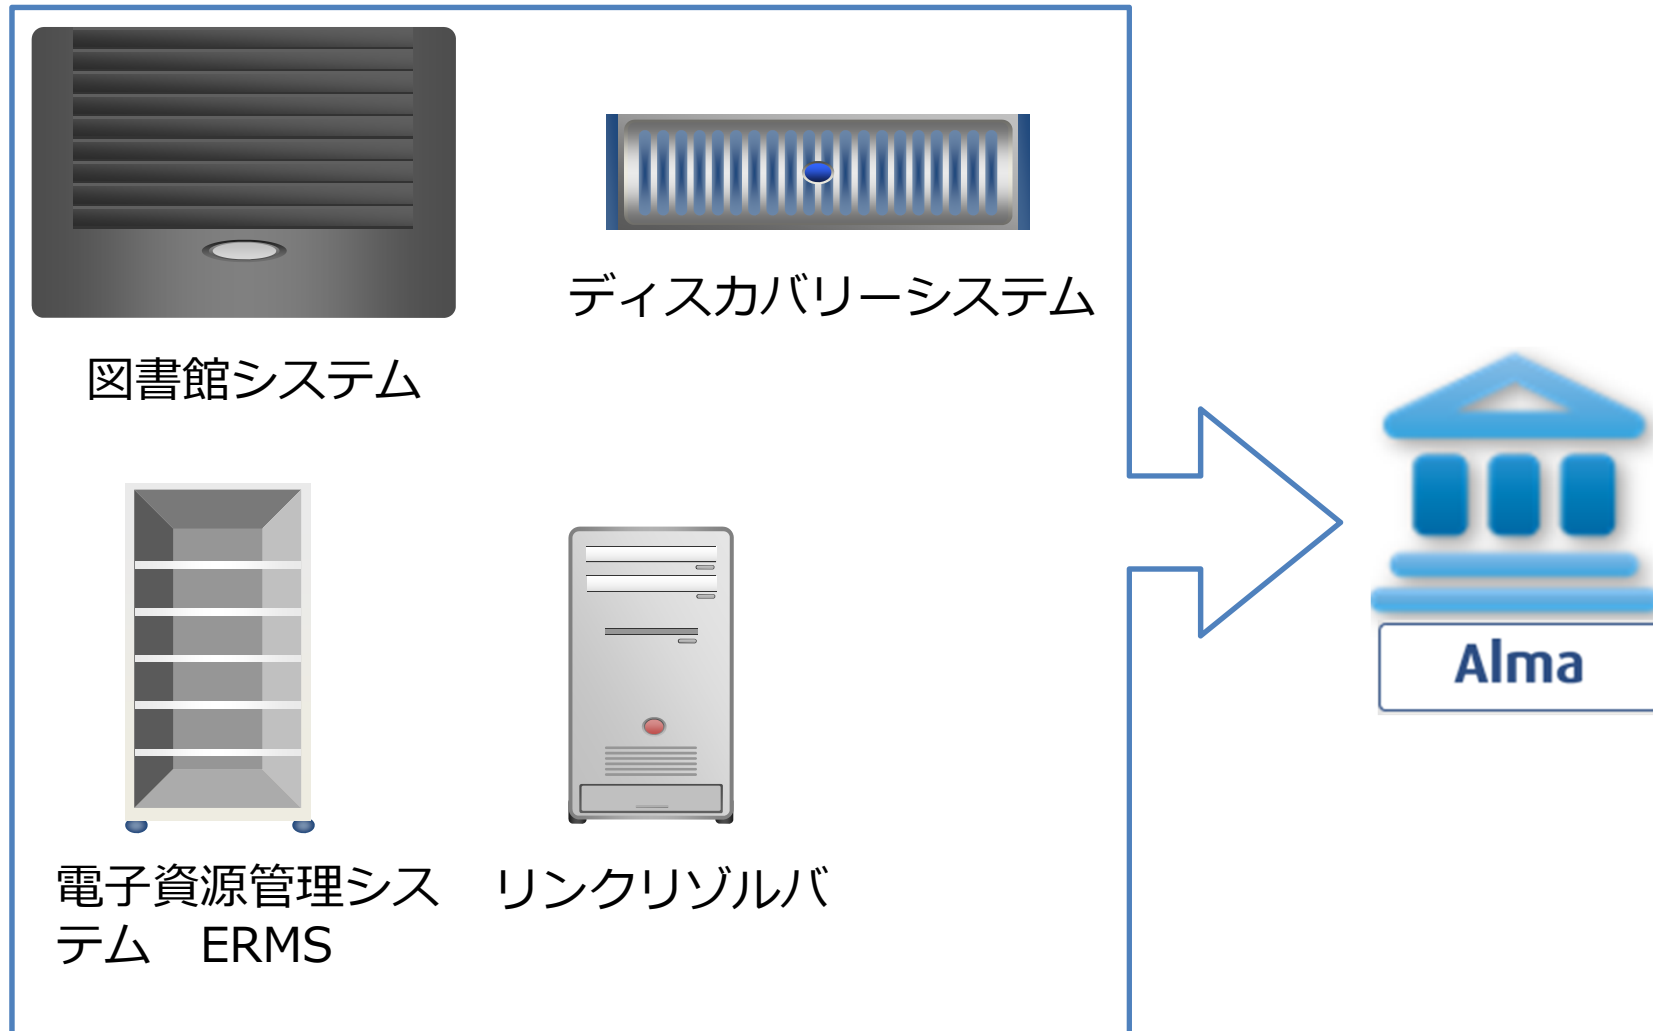 ディスカバリーシステム
図書館システム
Alma
電子資源管理シス
テム　ERMS
リンクリゾルバ